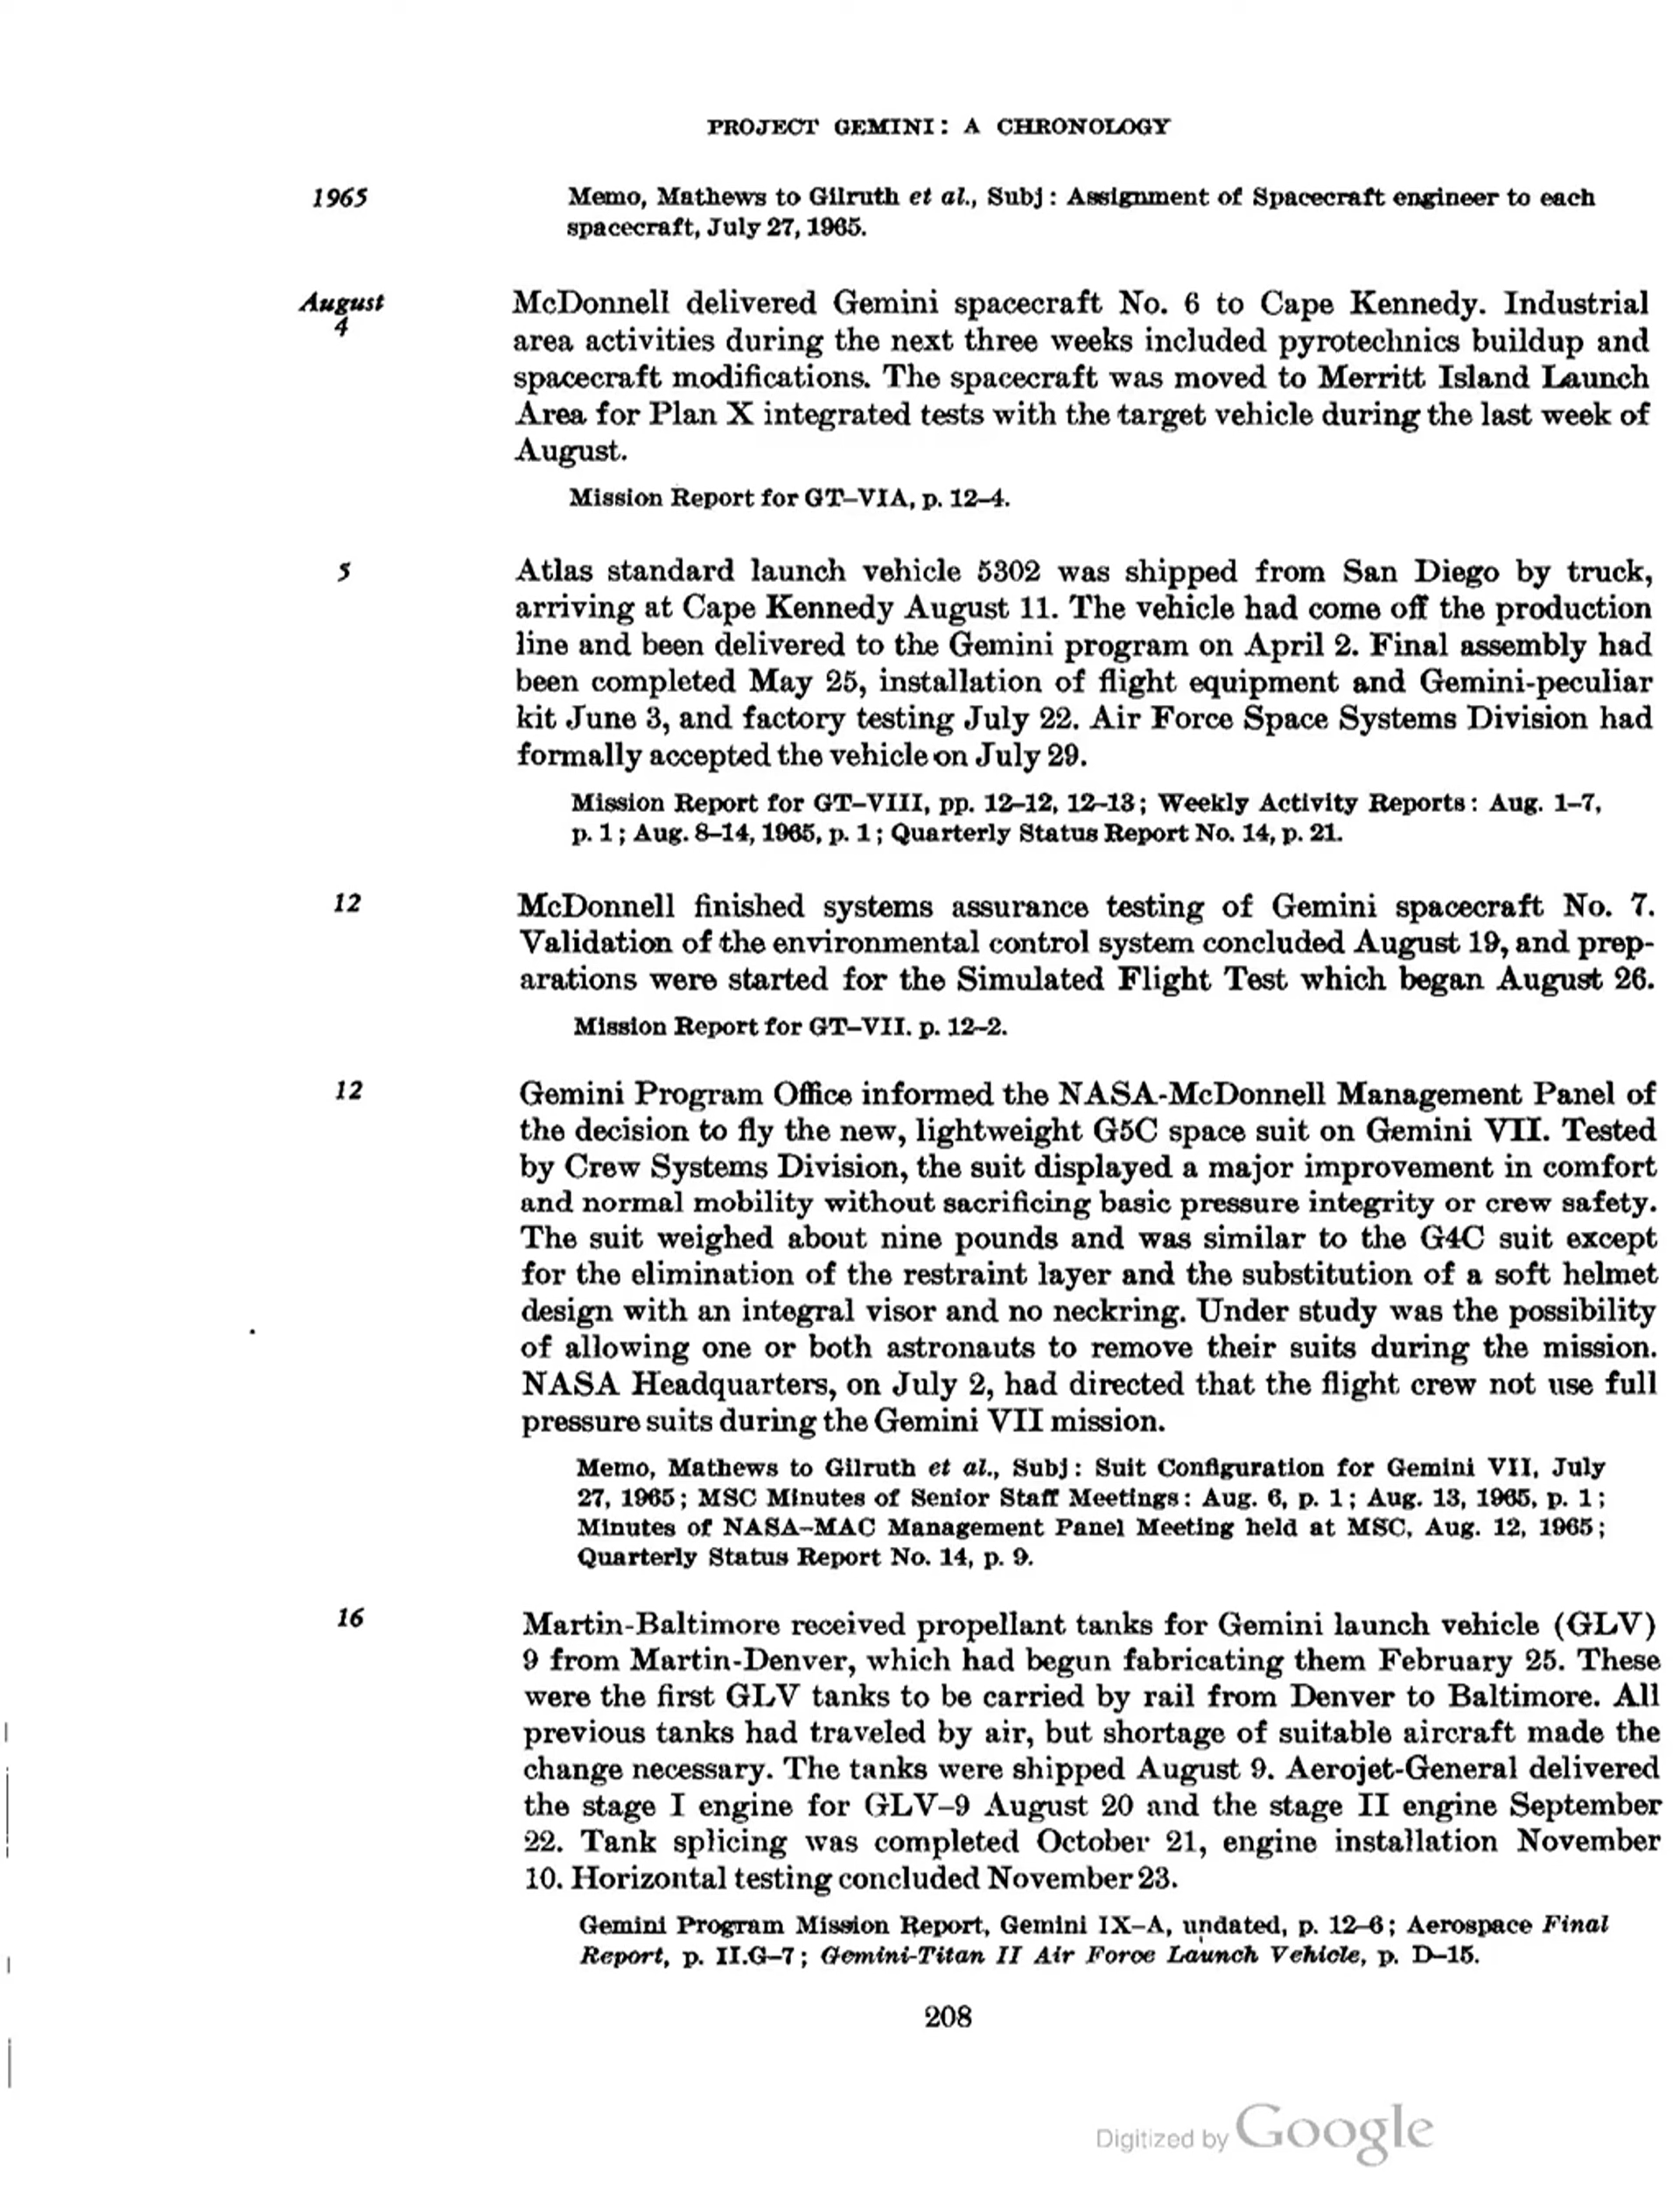 PROJECT GEMINI: A CHRONOLOGY
1965
Memo, Mathews to Gilruth et al., Subj: Assignment of Spacecraft engineer to each
spacecraft, July 27, 1965.
August
4
McDonnell delivered Gemini spacecraft No. 6 to Cape Kennedy. Industrial
area activities during the next three weeks included pyrotechnics buildup and
spacecraft modifications. The spacecraft was moved to Merritt Island Launch
Area for Plan X integrated tests with the target vehicle during the last week of
August.
Mission Report for GT–VIA, p. 12–4.
5
Atlas standard launch vehicle 5302 was shipped from San Diego by truck,
arriving at Cape Kennedy August 11. The vehicle had come off the production
line and been delivered to the Gemini program on April 2. Final assembly had
been completed May 25, installation of flight equipment and Gemini-peculiar
kit June 3, and factory testing July 22. Air Force Space Systems Division had
formally accepted the vehicle on July 29.
Mission Report for GT–VIII, pp. 12–12, 12–13; Weekly Activity Reports: Aug. 1–7,
p. 1; Aug. 8–14, 1965, p. 1; Quarterly Status Report No. 14, p. 21.
12
McDonnell finished systems assurance testing of Gemini spacecraft No. 7.
Validation of the environmental control system concluded August 19, and prep-
arations were started for the Simulated Flight Test which began August 26.
Mission Report for GT–VII. p. 12–2.
12
Gemini Program Office informed the NASA-McDonnell Management Panel of
the decision to fly the new, lightweight G5C space suit on Gemini VII. Tested
by Crew Systems Division, the suit displayed a major improvement in comfort
and normal mobility without sacrificing basic pressure integrity or crew safety.
The suit weighed about nine pounds and was similar to the G4C suit except
for the elimination of the restraint layer and the substitution of a soft helmet
design with an integral visor and no neckring. Under study was the possibility
of allowing one or both astronauts to remove their suits during the mission.
NASA Headquarters, on July 2, had directed that the flight crew not use full
pressure suits during the Gemini VII mission.
Memo, Mathews to Gilruth et al., Subj: Suit Configuration for Gemini VII, July
27, 1965; MSC Minutes of Senior Staff Meetings: Aug. 6, p. 1; Aug. 13, 1965, p. 1;
Minutes of NASA–MAC Management Panel Meeting held at MSC, Aug. 12, 1965;
Quarterly Status Report No. 14, p. 9.
16
Martin-Baltimore received propellant tanks for Gemini launch vehicle (GLV)
9 from Martin-Denver, which had begun fabricating them February 25. These
were the first GLV tanks to be carried by rail from Denver to Baltimore. All
previous tanks had traveled by air, but shortage of suitable aircraft made the
change necessary. The tanks were shipped August 9. Aerojet-General delivered
the stage I engine for GLV–9 August 20 and the stage II engine September
22. Tank splicing was completed October 21, engine installation November
10. Horizontal testing concluded November 23.
Gemini Program Mission Report, Gemini IX–A, undated, p. 12–6; Aerospace Final
Report, p. II.G–7; Gemini-Titan II Air Force Launch Vehicle, p. D–15.
208
Digitized by Google